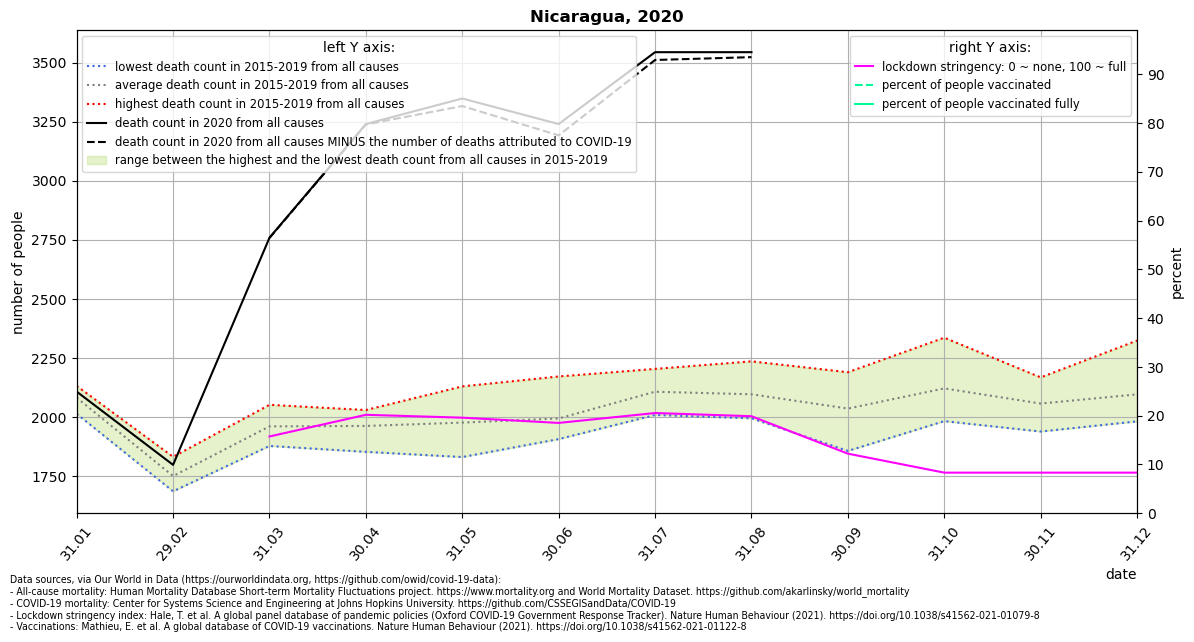 Nicaragua, 2020
left Y axis:
lowest death count in 2015-2019 from all causes
average death count in 2015-2019 from all causes
highest death count in 2015-2019 from all causes
death count in 2020 from all causes
death count in 2020 from all causes MINUS the number of deaths attributed to COVID-19
range between the highest and the lowest death count from all causes in 2015-2019
right Y axis:
lockdown stringency: 0 ~ none, 100 ~ full
percent of people vaccinated
percent of people vaccinated fully
number of people
3500
3250
3000
2750
2500
2250
2000
1750
percent
90
80
70
60
50
40
30
20
10
0
31.01
29.02
31.03
30.04
31.05
30.06
31.07
31.08
30.09
31.10
30.11
31.12
date
Data sources, via Our World in Data (https://ourworldindata.org, https://github.com/owid/covid-19-data):
- All-cause mortality: Human Mortality Database Short-term Mortality Fluctuations project. https://www.mortality.org and World Mortality Dataset. https://github.com/akarlinsky/world_mortality
- COVID-19 mortality: Center for Systems Science and Engineering at Johns Hopkins University. https://github.com/CSSEGISandData/COVID-19
- Lockdown stringency index: Hale, T. et al. A global panel database of pandemic policies (Oxford COVID-19 Government Response Tracker). Nature Human Behaviour (2021). https://doi.org/10.1038/s41562-021-01079-8
- Vaccinations: Mathieu, E. et al. A global database of COVID-19 vaccinations. Nature Human Behaviour (2021). https://doi.org/10.1038/s41562-021-01122-8